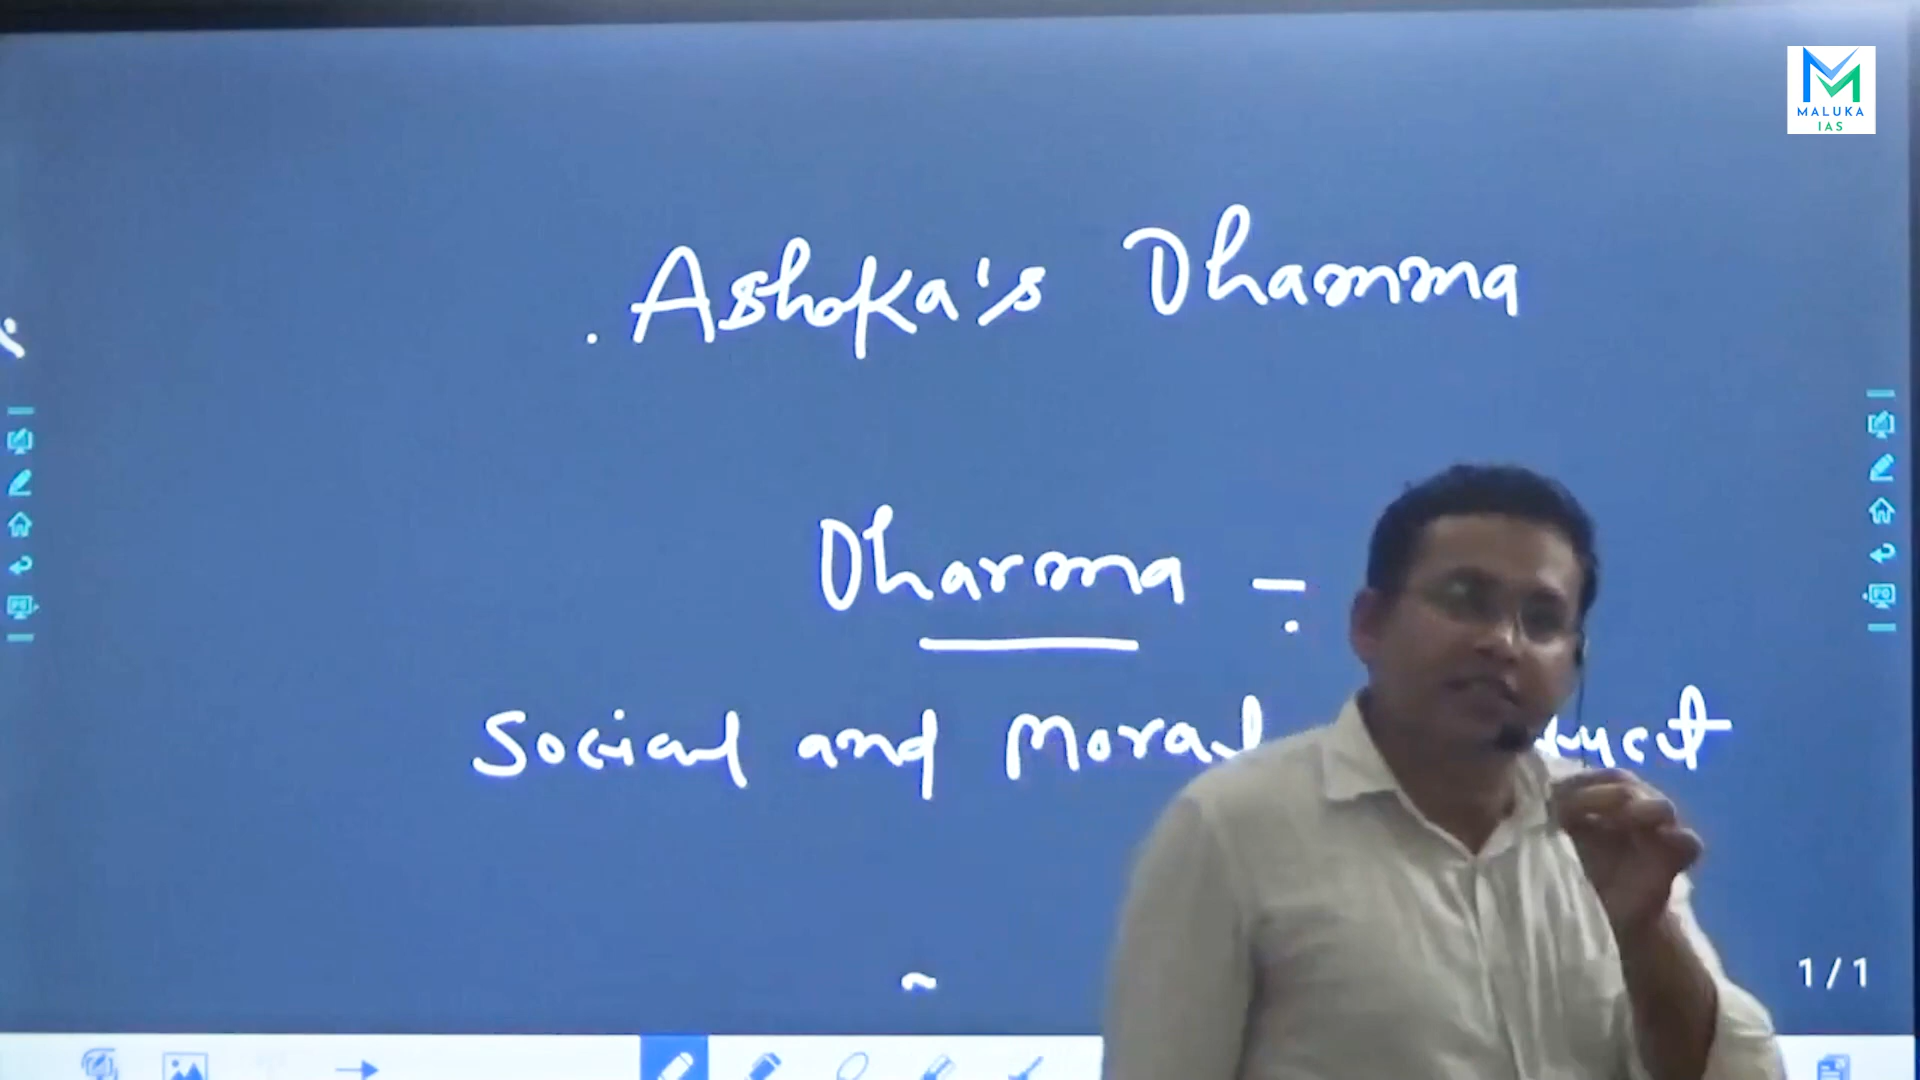 MALUKA
IAS
. Ashoka's Dhamma
Dharma -
Social and Moral
1/1